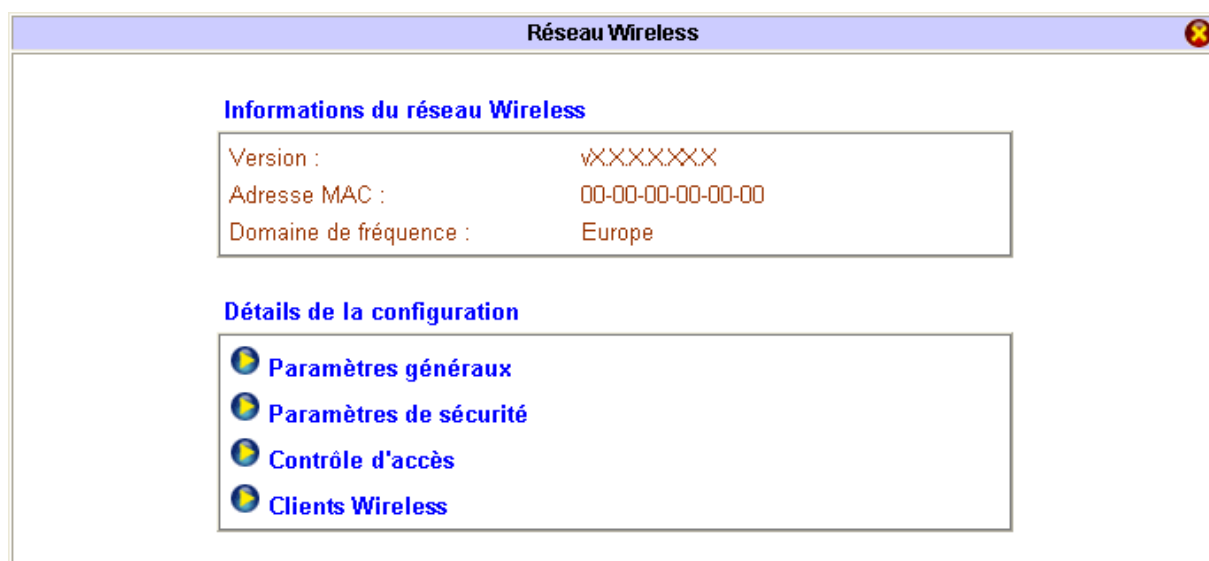 Réseau Wireless
Informations du réseau Wireless
Version : vX.X.X.X.X.X
Adresse MAC : 00-00-00-00-00-00
Domaine de fréquence : Europe
Détails de la configuration
Paramètres généraux
Paramètres de sécurité
Contrôle d'accès
Clients Wireless